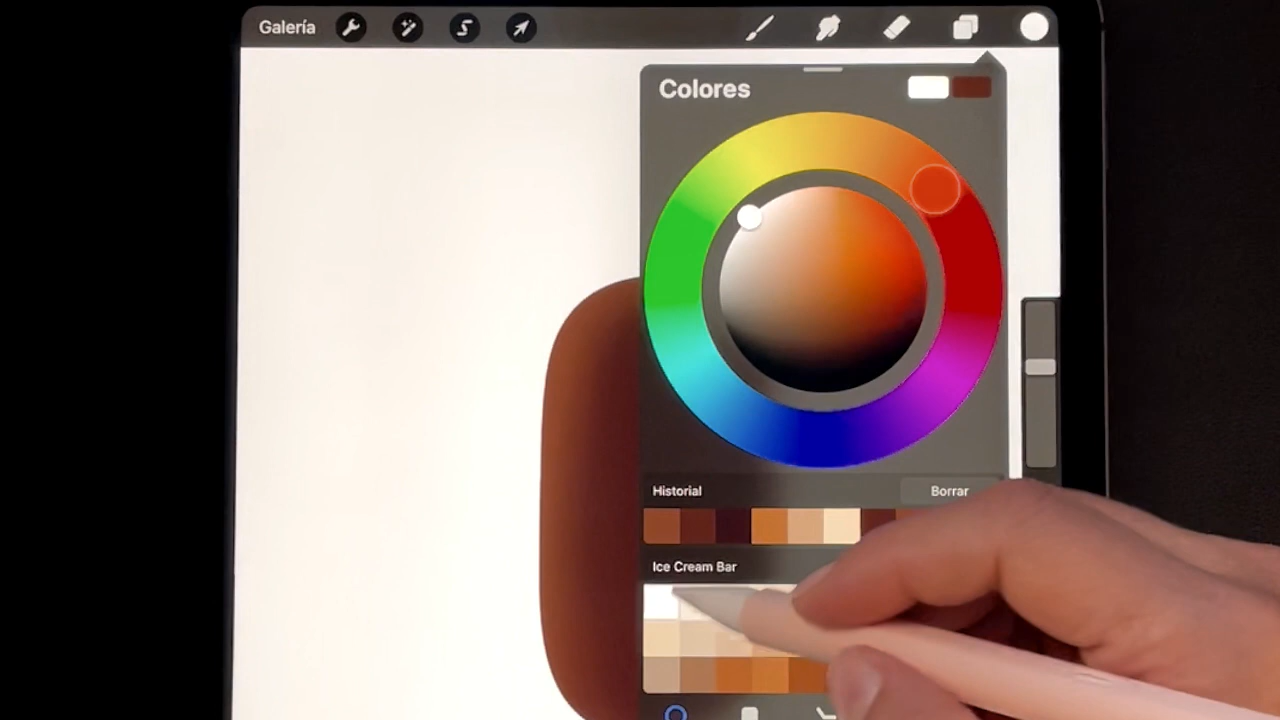 Galería
Colores
Historial
Borrar
Ice Cream Bar